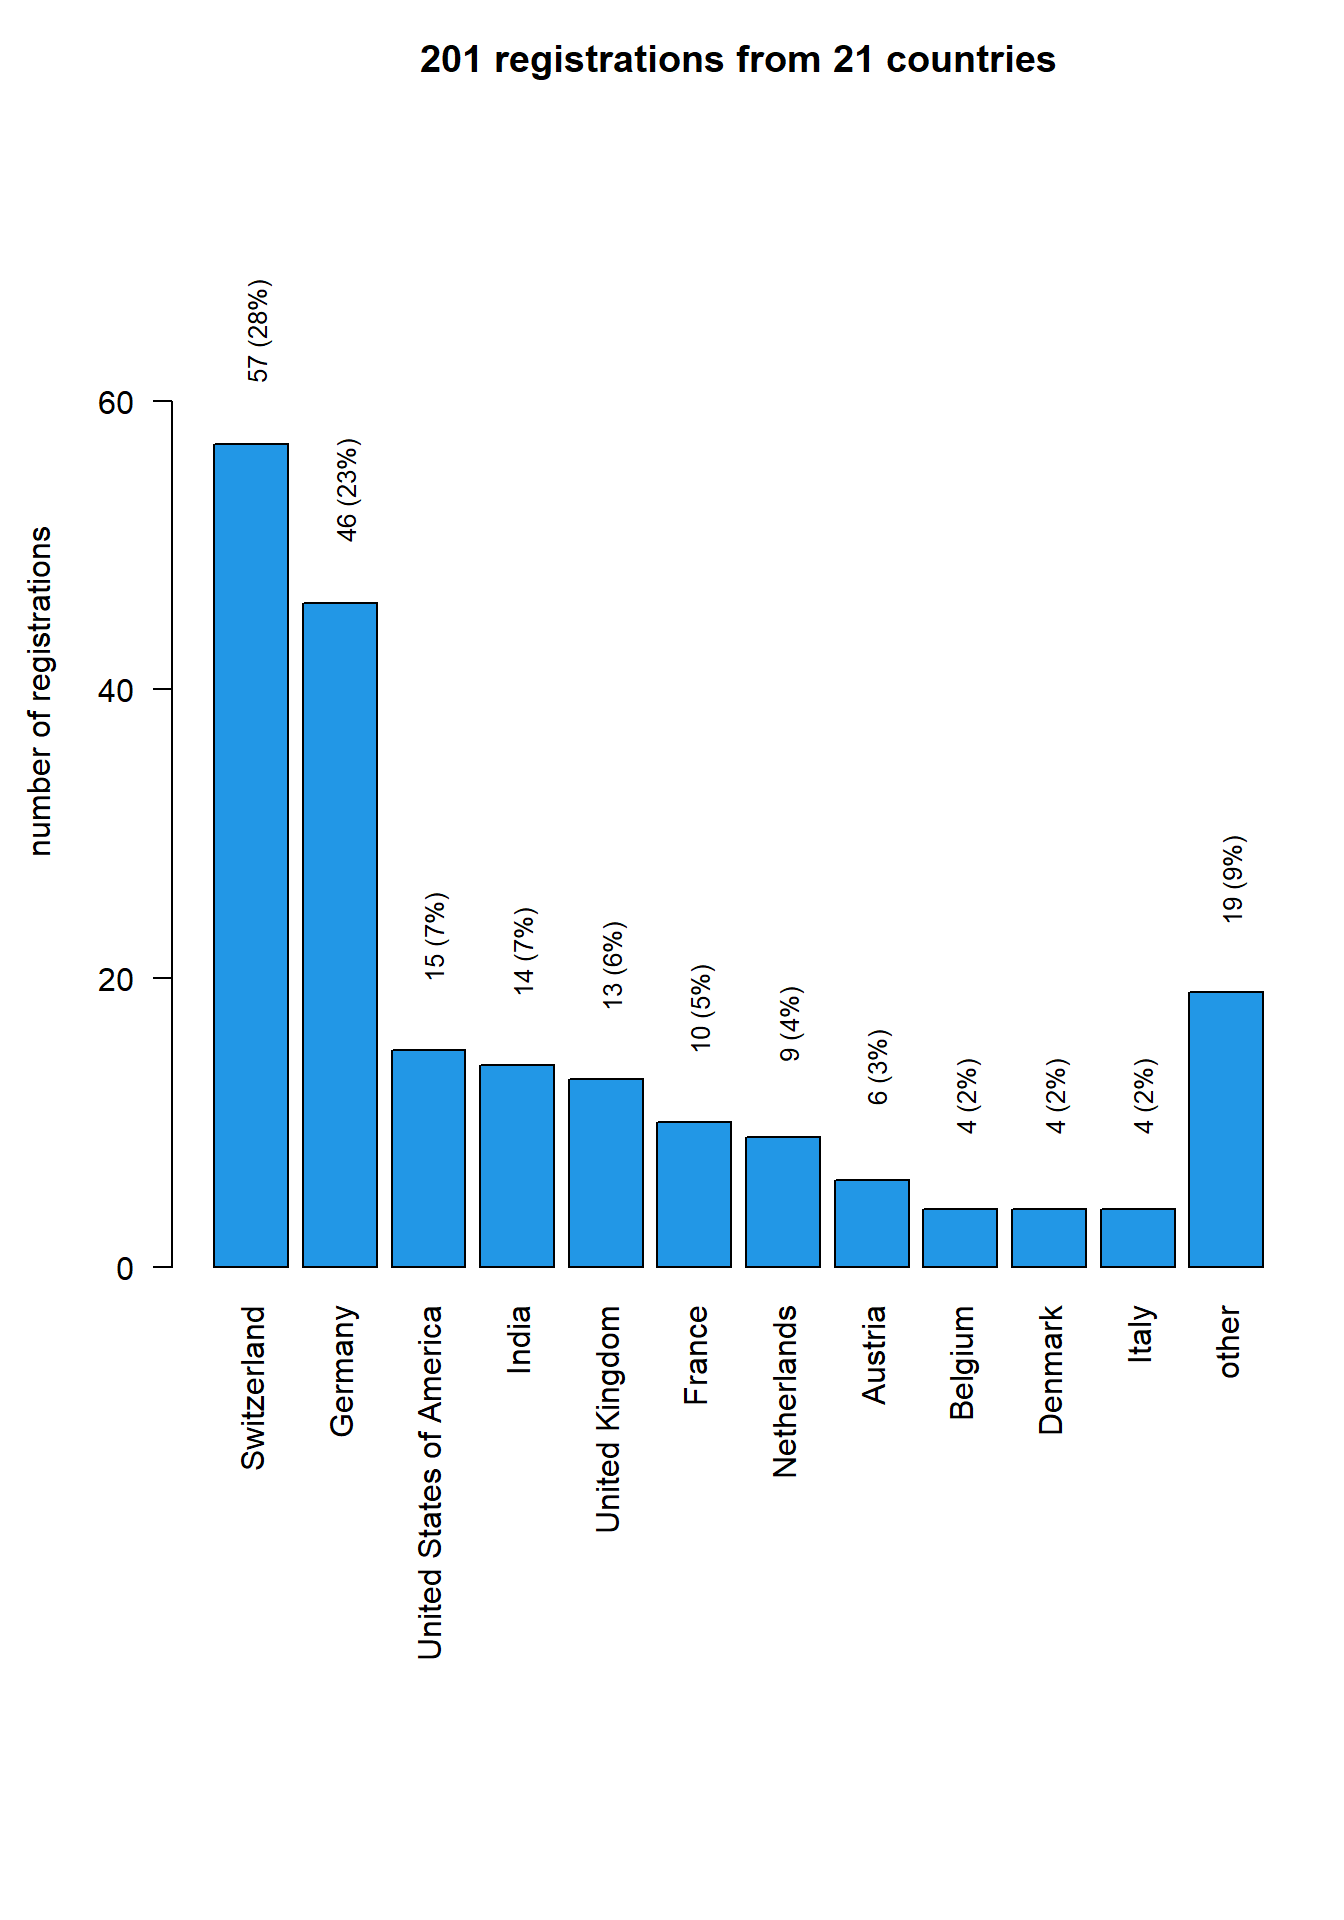 201 registrations from 21 countries
number of registrations
60
40
20
0
57 (28%)
46 (23%)
15 (7%)
14 (7%)
13 (6%)
10 (5%)
9 (4%)
6 (3%)
4 (2%)
4 (2%)
4 (2%)
19 (9%)
Switzerland
Germany
United States of America
India
United Kingdom
France
Netherlands
Austria
Belgium
Denmark
Italy
other